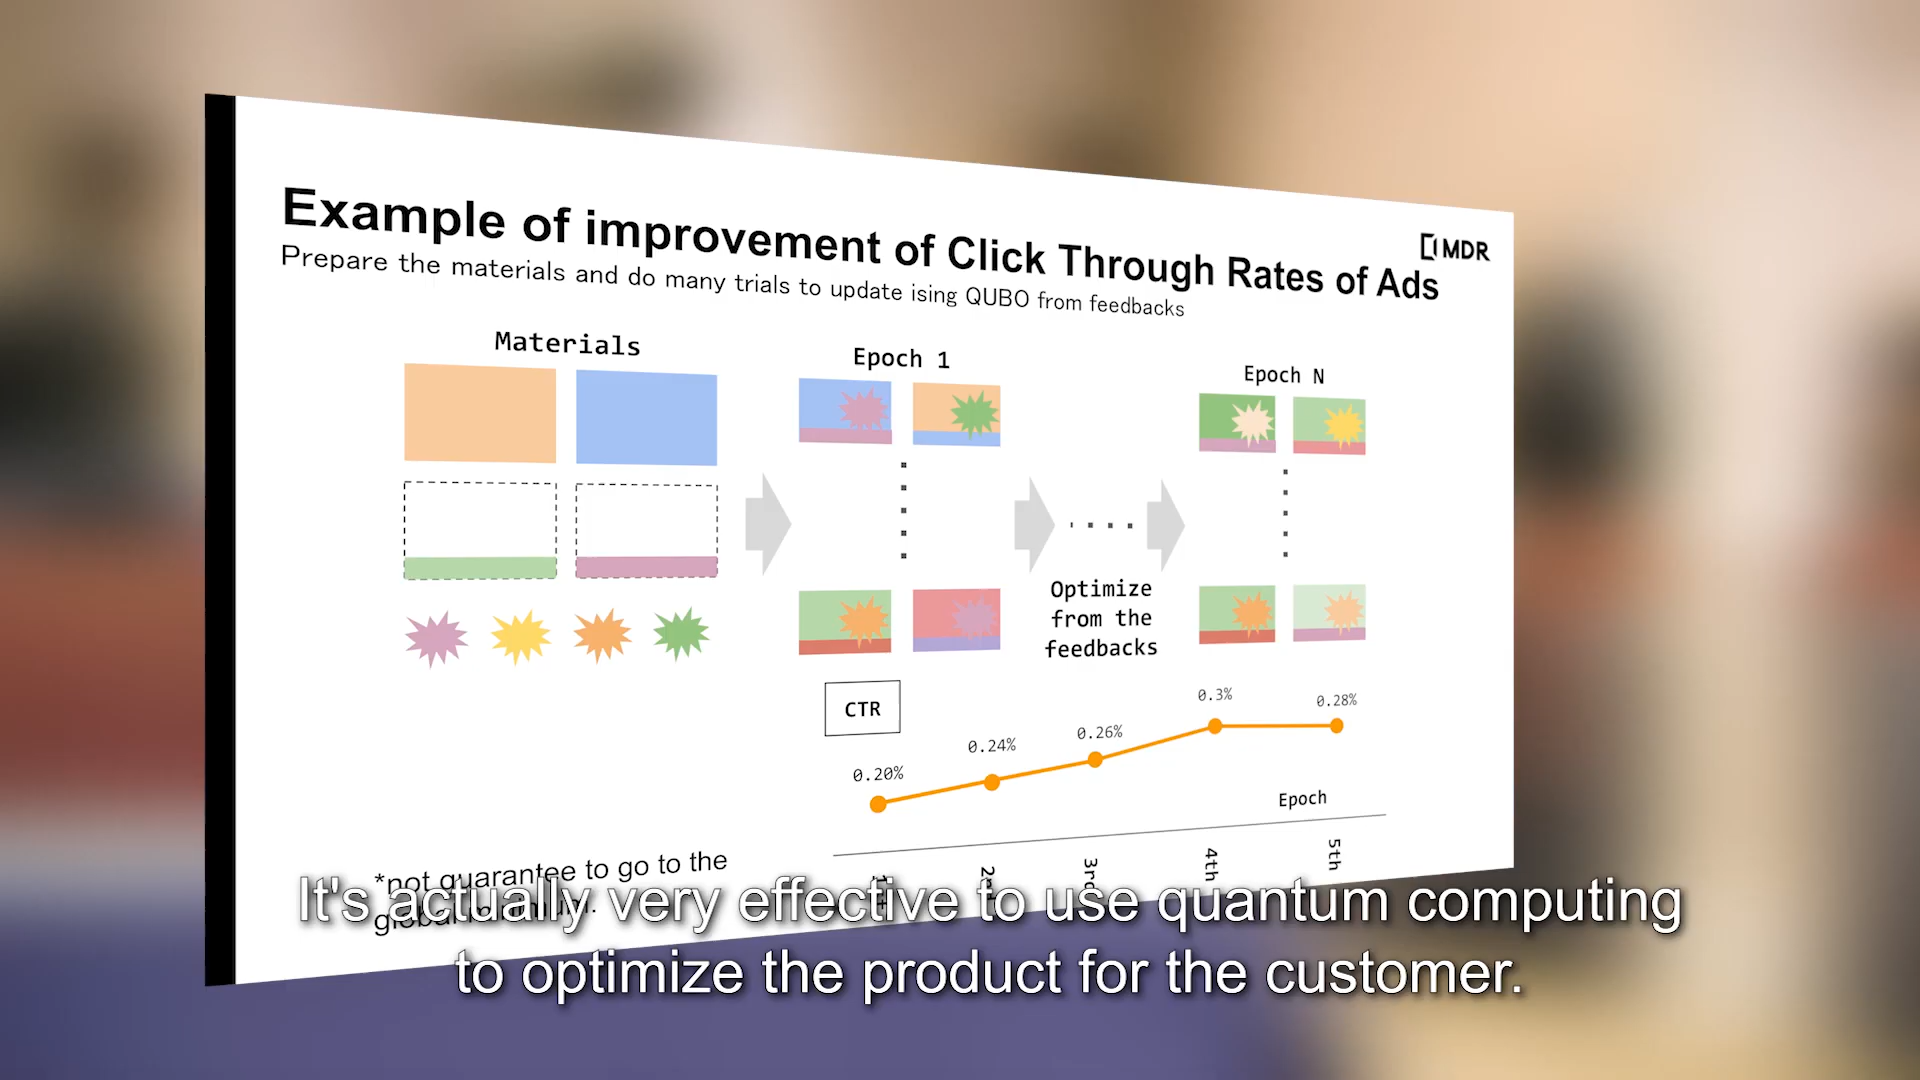 Example of improvement of Click Through Rates of Ads
MDR
Prepare the materials and do many trials to update ising QUBO from feedbacks
Materials
Epoch 1
Epoch N
Optimize
from the
feedbacks
CTR
0.20%
0.24%
0.26%
0.3%
0.28%
Epoch
3rd
4th
5th
*not guarantee to go to the
global
It's actually very effective to use quantum computing
to optimize the product for the customer.